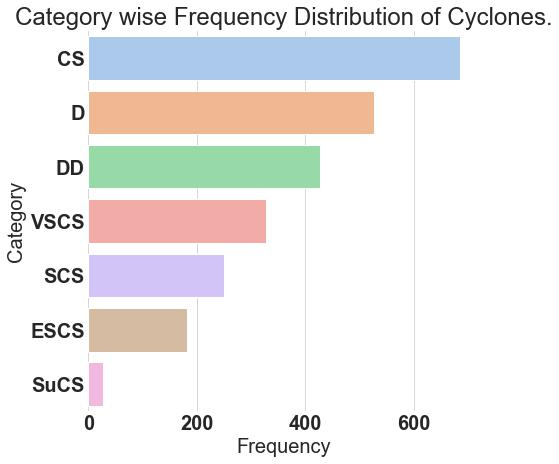 Category wise Frequency Distribution of Cyclones.
Category
CS
D
DD
VSCS
SCS
ESCS
SuCS
0 200 400 600
Frequency